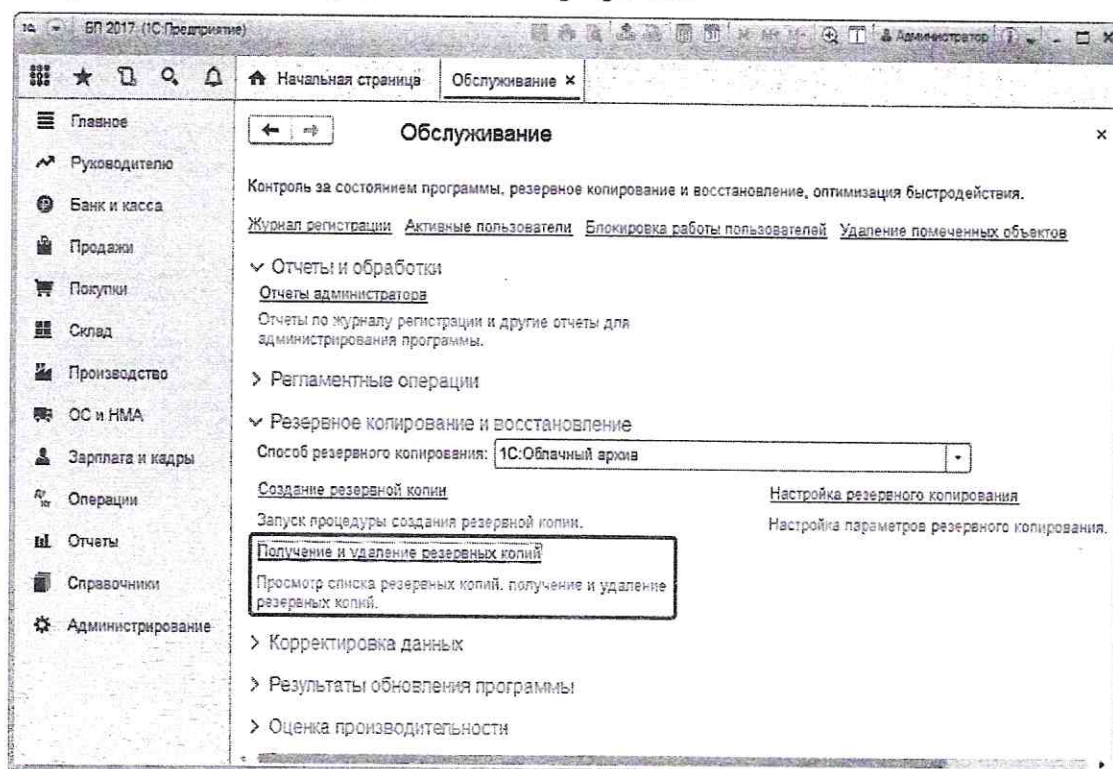 БП 2017 (1С:Предприятие)
Администратор
Начальная страница
Обслуживание ×
Главное
Руководителю
Банк и касса
Продажи
Покупки
Склад
Производство
ОС и НМА
Зарплата и кадры
Операции
Отчеты
Справочники
Администрирование
Обслуживание
Контроль за состоянием программы, резервное копирование и восстановление, оптимизация быстродействия.
Журнал регистрации Активные пользователи Блокировка работы пользователей Удаление помеченных объектов
Отчеты и обработки
Отчеты администратора
Отчеты по журналу регистрации и другие отчеты для
администрирования программы.
Регламентные операции
Резервное копирование и восстановление
Способ резервного копирования: 1С:Облачный архив
Создание резервной копии
Запуск процедуры создания резервной копии.
Настройка резервного копирования
Настройка параметров резервного копирования.
Получение и удаление резервных копий
Просмотр списка резервных копий, получение и удаление
резервных копий.
Корректировка данных
Результаты обновления программы
Оценка производительности